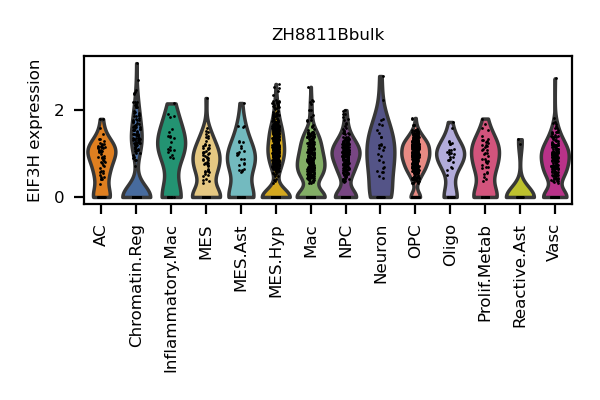 ZH8811Bbulk
EIF3H expression
2
0
AC
Chromatin.Reg
Inflammatory.Mac
MES
MES.Ast
MES.Hyp
Mac
NPC
Neuron
OPC
Oligo
Prolif.Metab
Reactive.Ast
Vasc